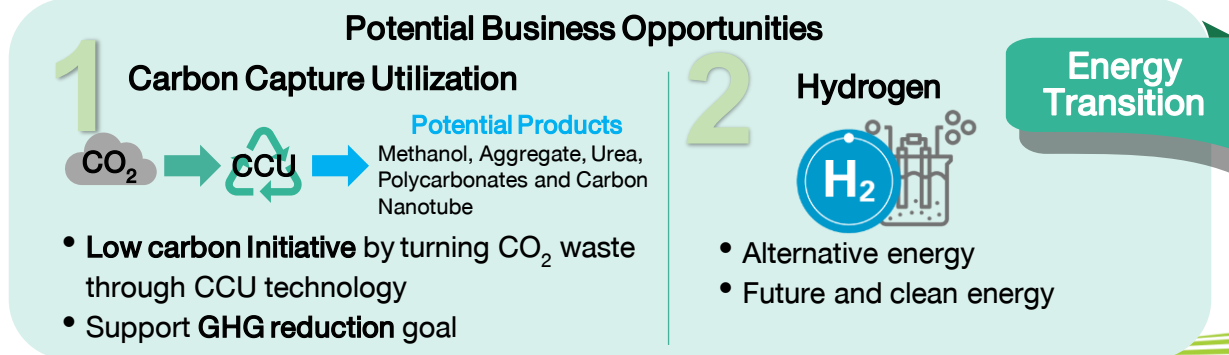 Potential Business Opportunities
Energy
Transition
1
Carbon Capture Utilization
CO2
CCU
Potential Products
Methanol, Aggregate, Urea,
Polycarbonates and Carbon
Nanotube
• Low carbon Initiative by turning CO2 waste
through CCU technology
• Support GHG reduction goal
2
Hydrogen
H2
• Alternative energy
• Future and clean energy